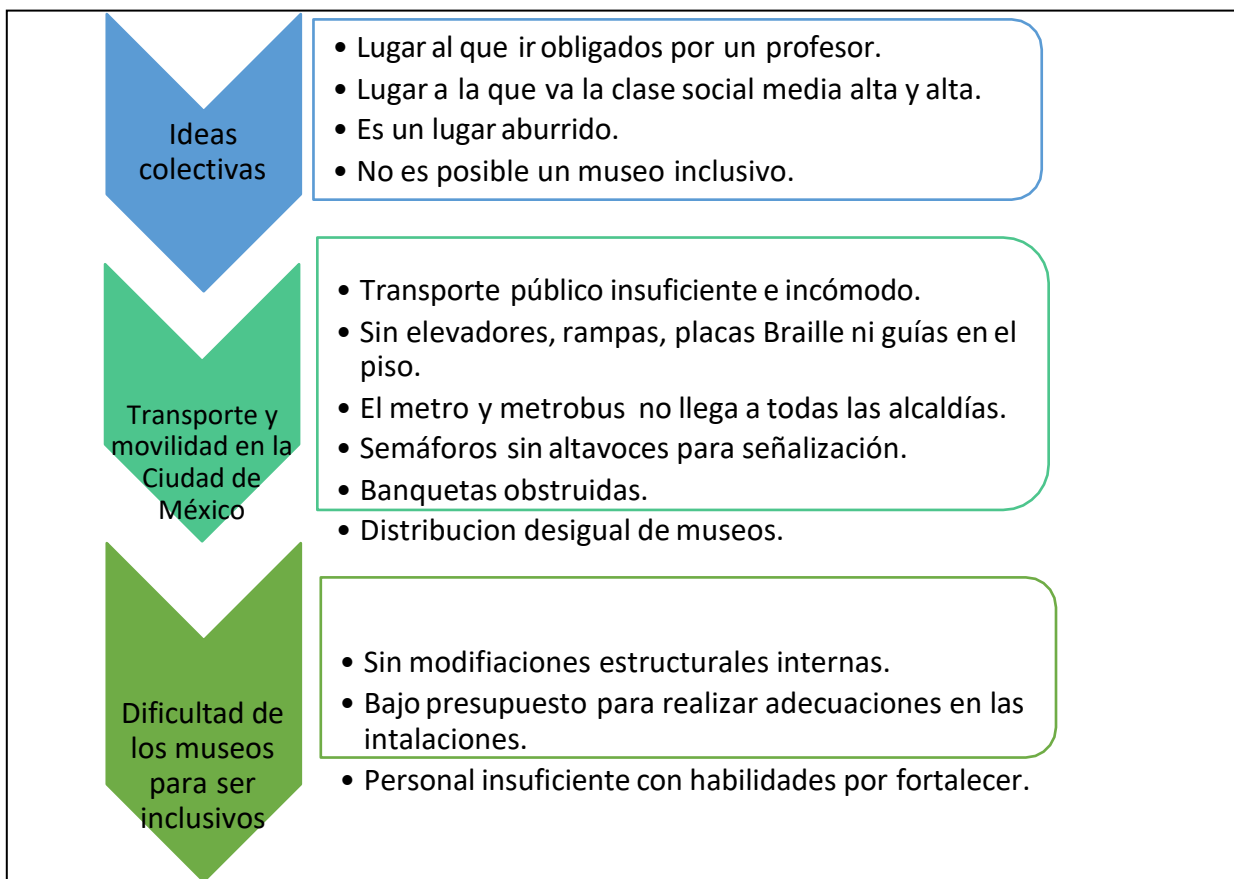 Ideas
colectivas
• Lugar al que ir obligados por un profesor.
• Lugar a la que va la clase social media alta y alta.
• Es un lugar aburrido.
• No es posible un museo inclusivo.
Transporte y
movilidad en la
Ciudad de
México
• Transporte público insuficiente e incómodo.
• Sin elevadores, rampas, placas Braille ni guías en el
piso.
• El metro y metrobus no llega a todas las alcaldías.
• Semáforos sin altavoces para señalización.
• Banquetas obstruidas.
• Distribucion desigual de museos.
Dificultad de
los museos
para ser
inclusivos
• Sin modifiaciones estructurales internas.
• Bajo presupuesto para realizar adecuaciones en las
intalaciones.
• Personal insuficiente con habilidades por fortalecer.